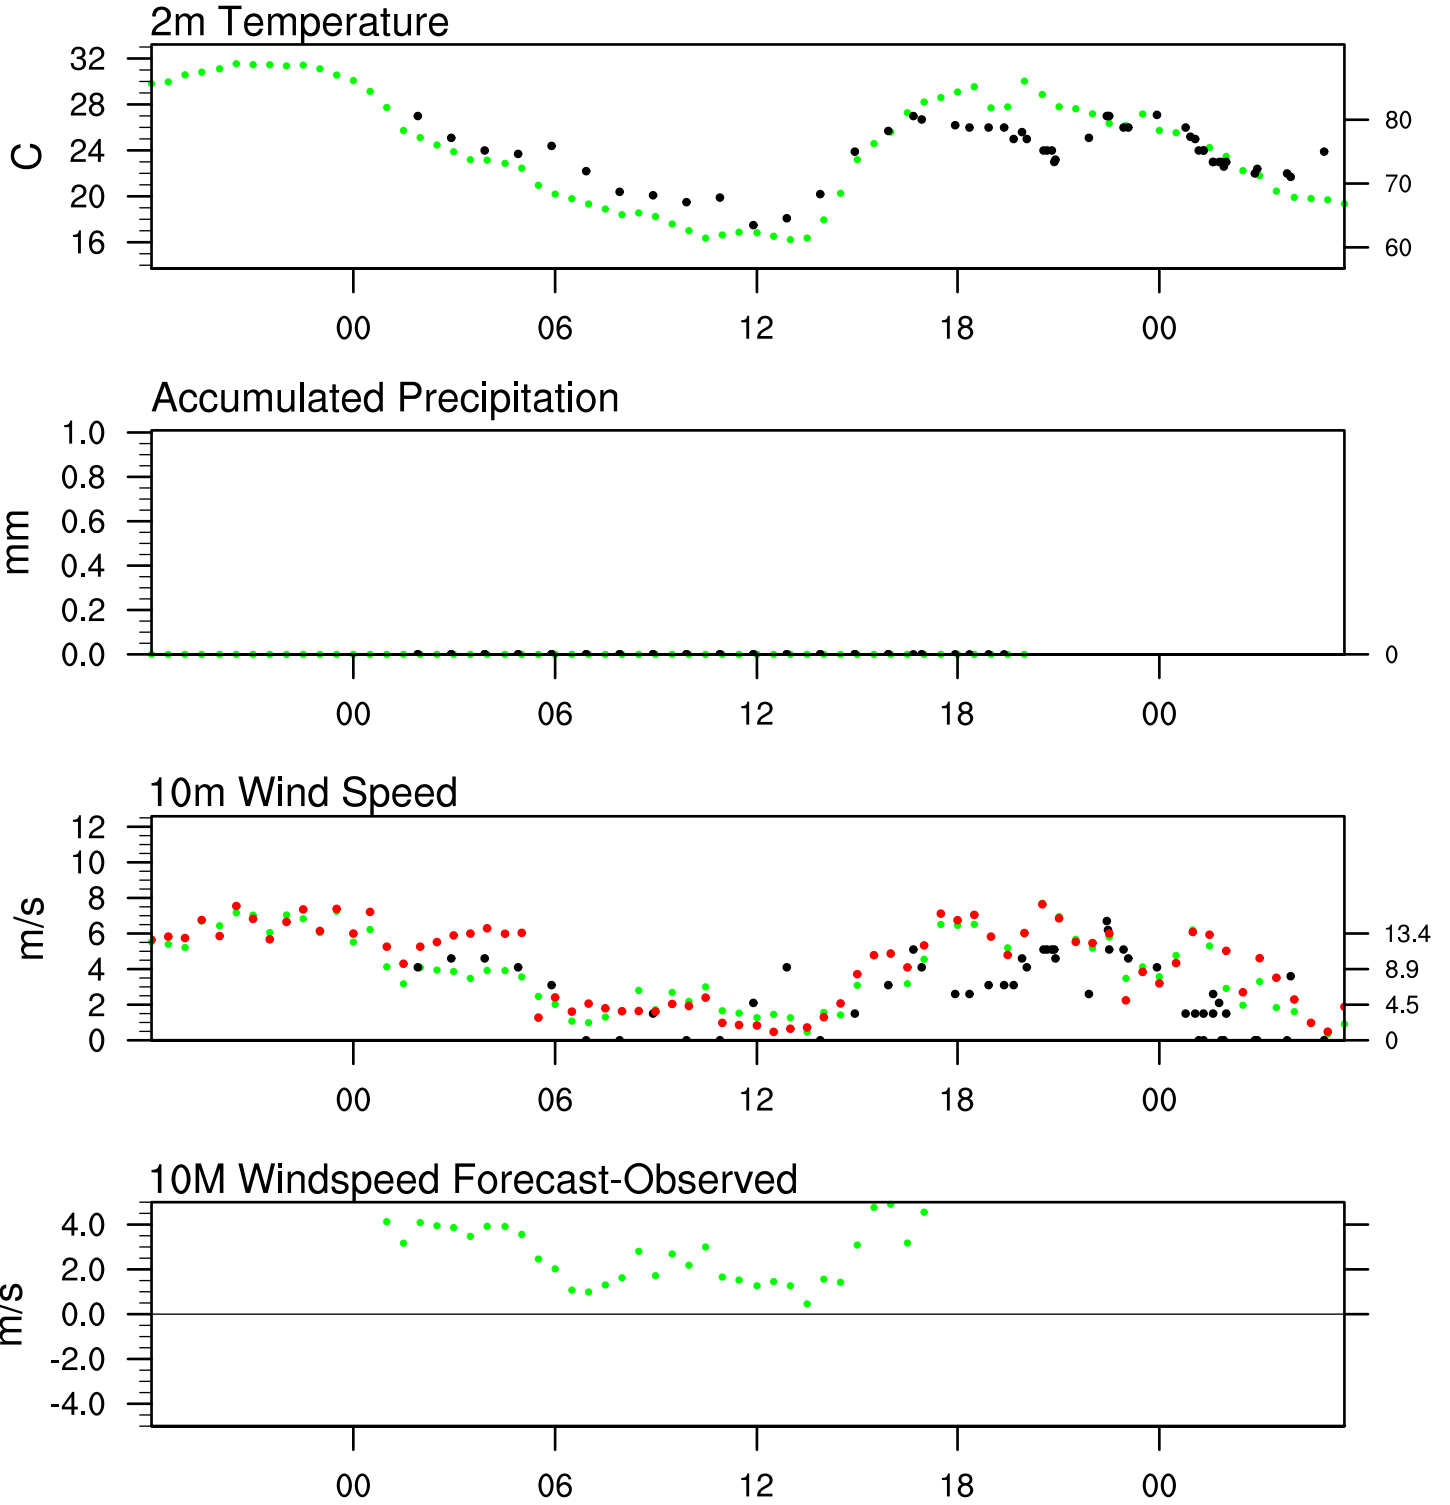 2m Temperature
32
28
24
20
16
C
80
70
60
00 06 12 18 00
Accumulated Precipitation
1.0
0.8
0.6
0.4
0.2
0.0
mm
0
00 06 12 18 00
10m Wind Speed
12
10
8
6
4
2
0
m/s
13.4
8.9
4.5
0
00 06 12 18 00
10M Windspeed Forecast-Observed
4.0
2.0
0.0
-2.0
-4.0
m/s
00 06 12 18 00